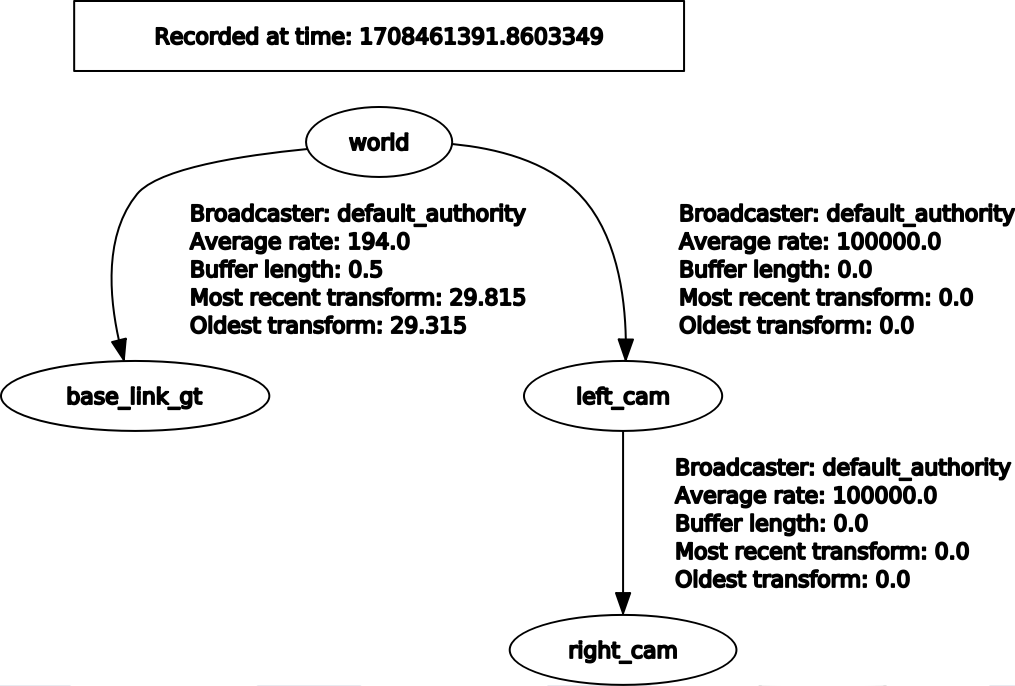 Recorded at time: 1708461391.8603349
world
Broadcaster: default_authority
Average rate: 194.0
Buffer length: 0.5
Most recent transform: 29.815
Oldest transform: 29.315
Broadcaster: default_authority
Average rate: 100000.0
Buffer length: 0.0
Most recent transform: 0.0
Oldest transform: 0.0
base_link_gt
left_cam
Broadcaster: default_authority
Average rate: 100000.0
Buffer length: 0.0
Most recent transform: 0.0
Oldest transform: 0.0
right_cam